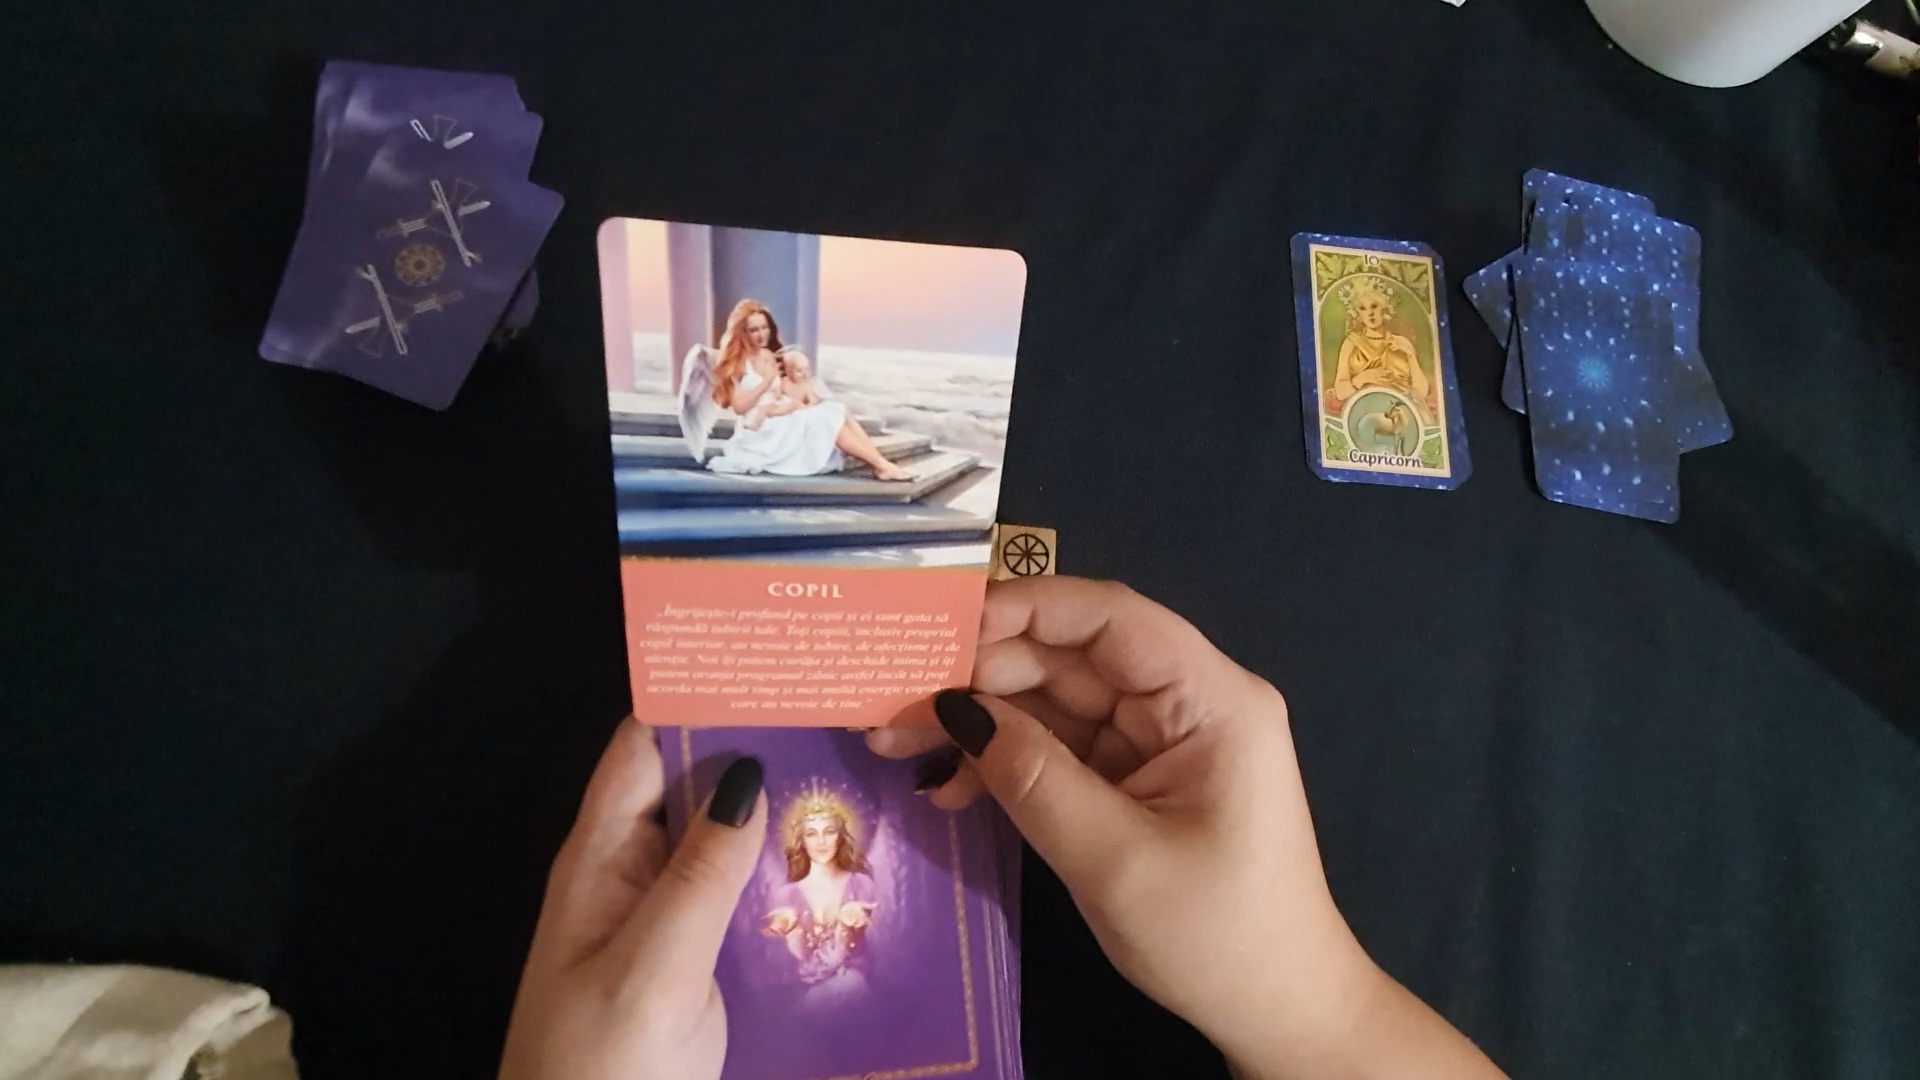 COPIL
„Îngrijește-i profund pe copii și ei sunt gata să
răspundă iubirii tale. Toți copiii, inclusiv propriul
copil interior, au nevoie de iubire, de afecțiune și de
atenție. Noi îți putem curăța și deschide inima și îți
putem aranja programul zilnic astfel încât să poți
acorda mai mult timp și mai multă energie
care au nevoie de tine.”
10
Capricorn